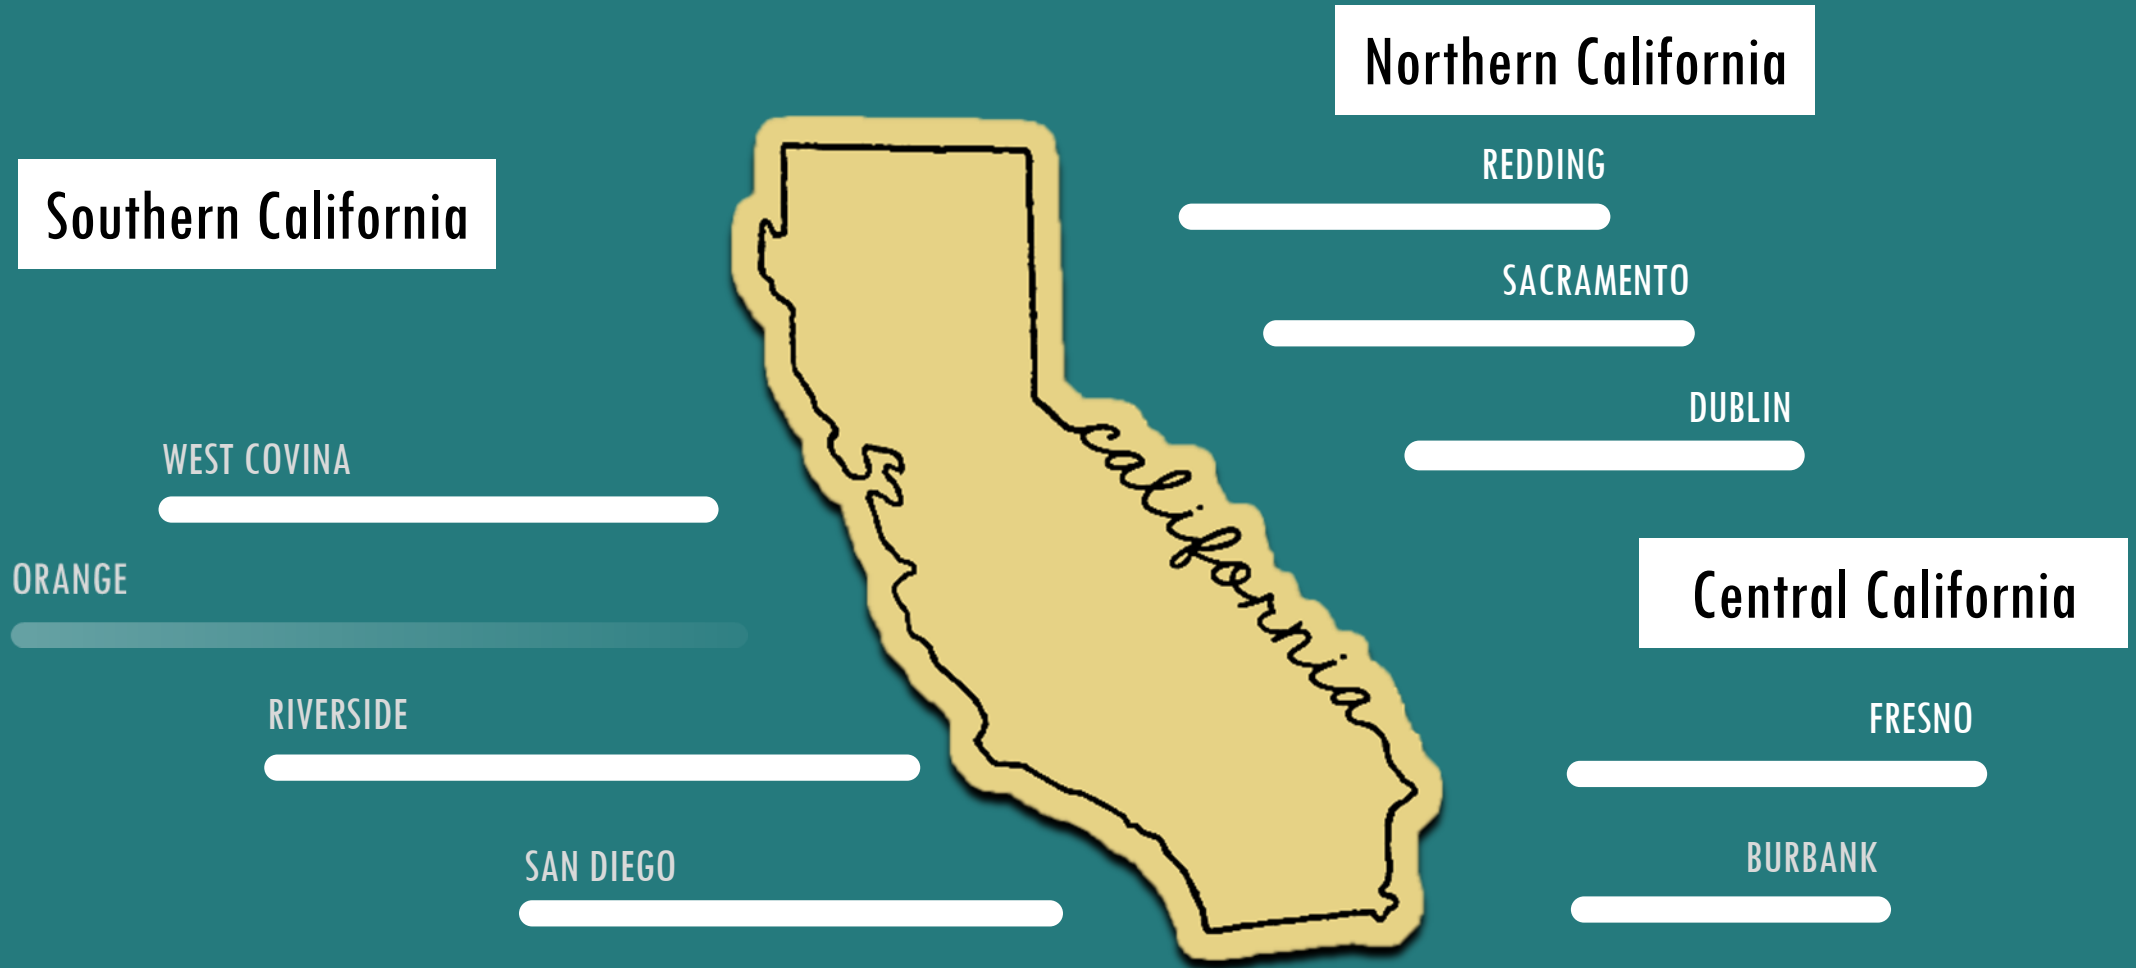 Southern California
WEST COVINA
ORANGE
RIVERSIDE
SAN DIEGO
california
Northern California
REDDING
SACRAMENTO
DUBLIN
Central California
FRESNO
BURBANK